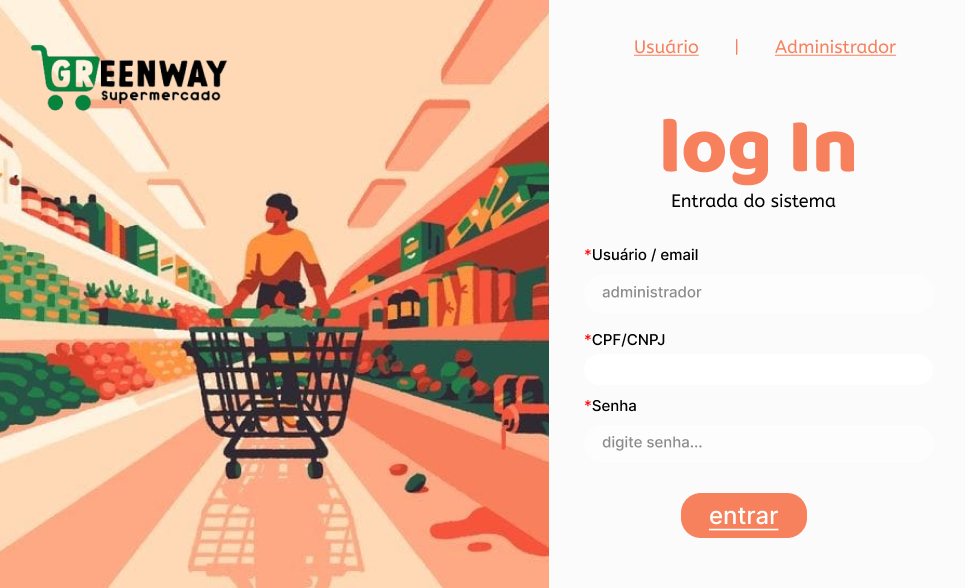 GREENWAY
Supermercado
Usuário | Administrador
log In
Entrada do sistema
*Usuário / email
administrador
*CPF/CNPJ
*Senha
digite senha...
entrar